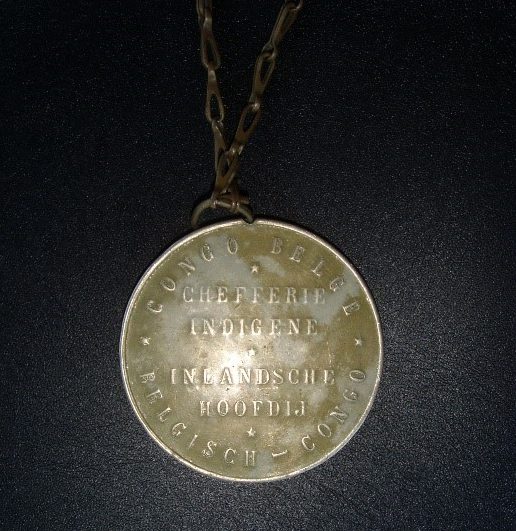 CONGO BELGE
CHEFFERIE
INDIGENE
INLANDSCHE
HOOFDIJ
BELGISCH-CONGO